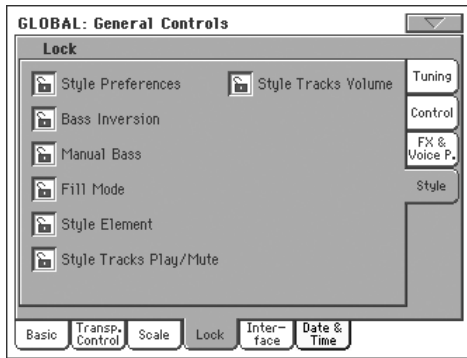 GLOBAL: General Controls
Lock
Style Preferences
Style Tracks Volume
Bass Inversion
Manual Bass
Fill Mode
Style Element
Style Tracks Play/Mute
Tuning
Control
FX &
Voice P.
Style
Basic
Transp.
Control
Scale
Lock
Inter-
face
Date &
Time